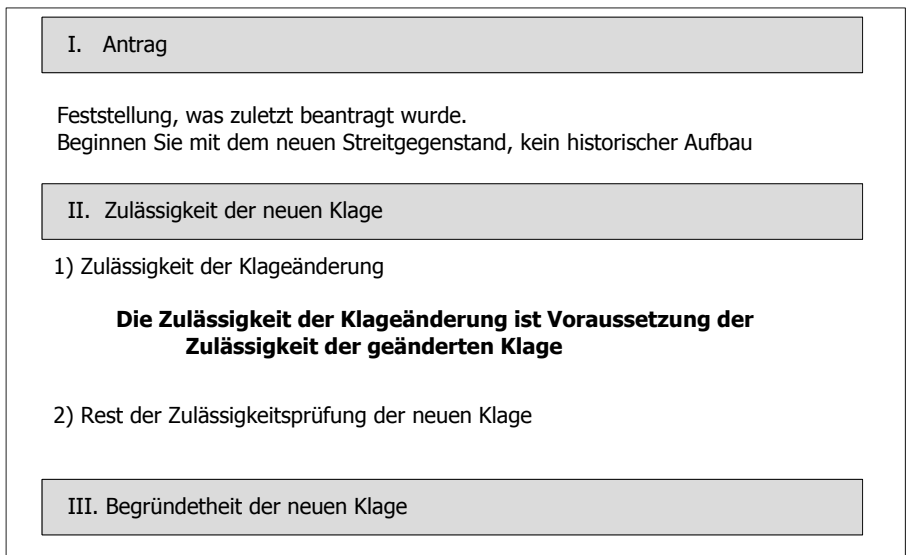 I. Antrag
Feststellung, was zuletzt beantragt wurde.
Beginnen Sie mit dem neuen Streitgegenstand, kein historischer Aufbau
II. Zulässigkeit der neuen Klage
1) Zulässigkeit der Klageänderung
Die Zulässigkeit der Klageänderung ist Voraussetzung der
Zulässigkeit der geänderten Klage
2) Rest der Zulässigkeitsprüfung der neuen Klage
III. Begründetheit der neuen Klage